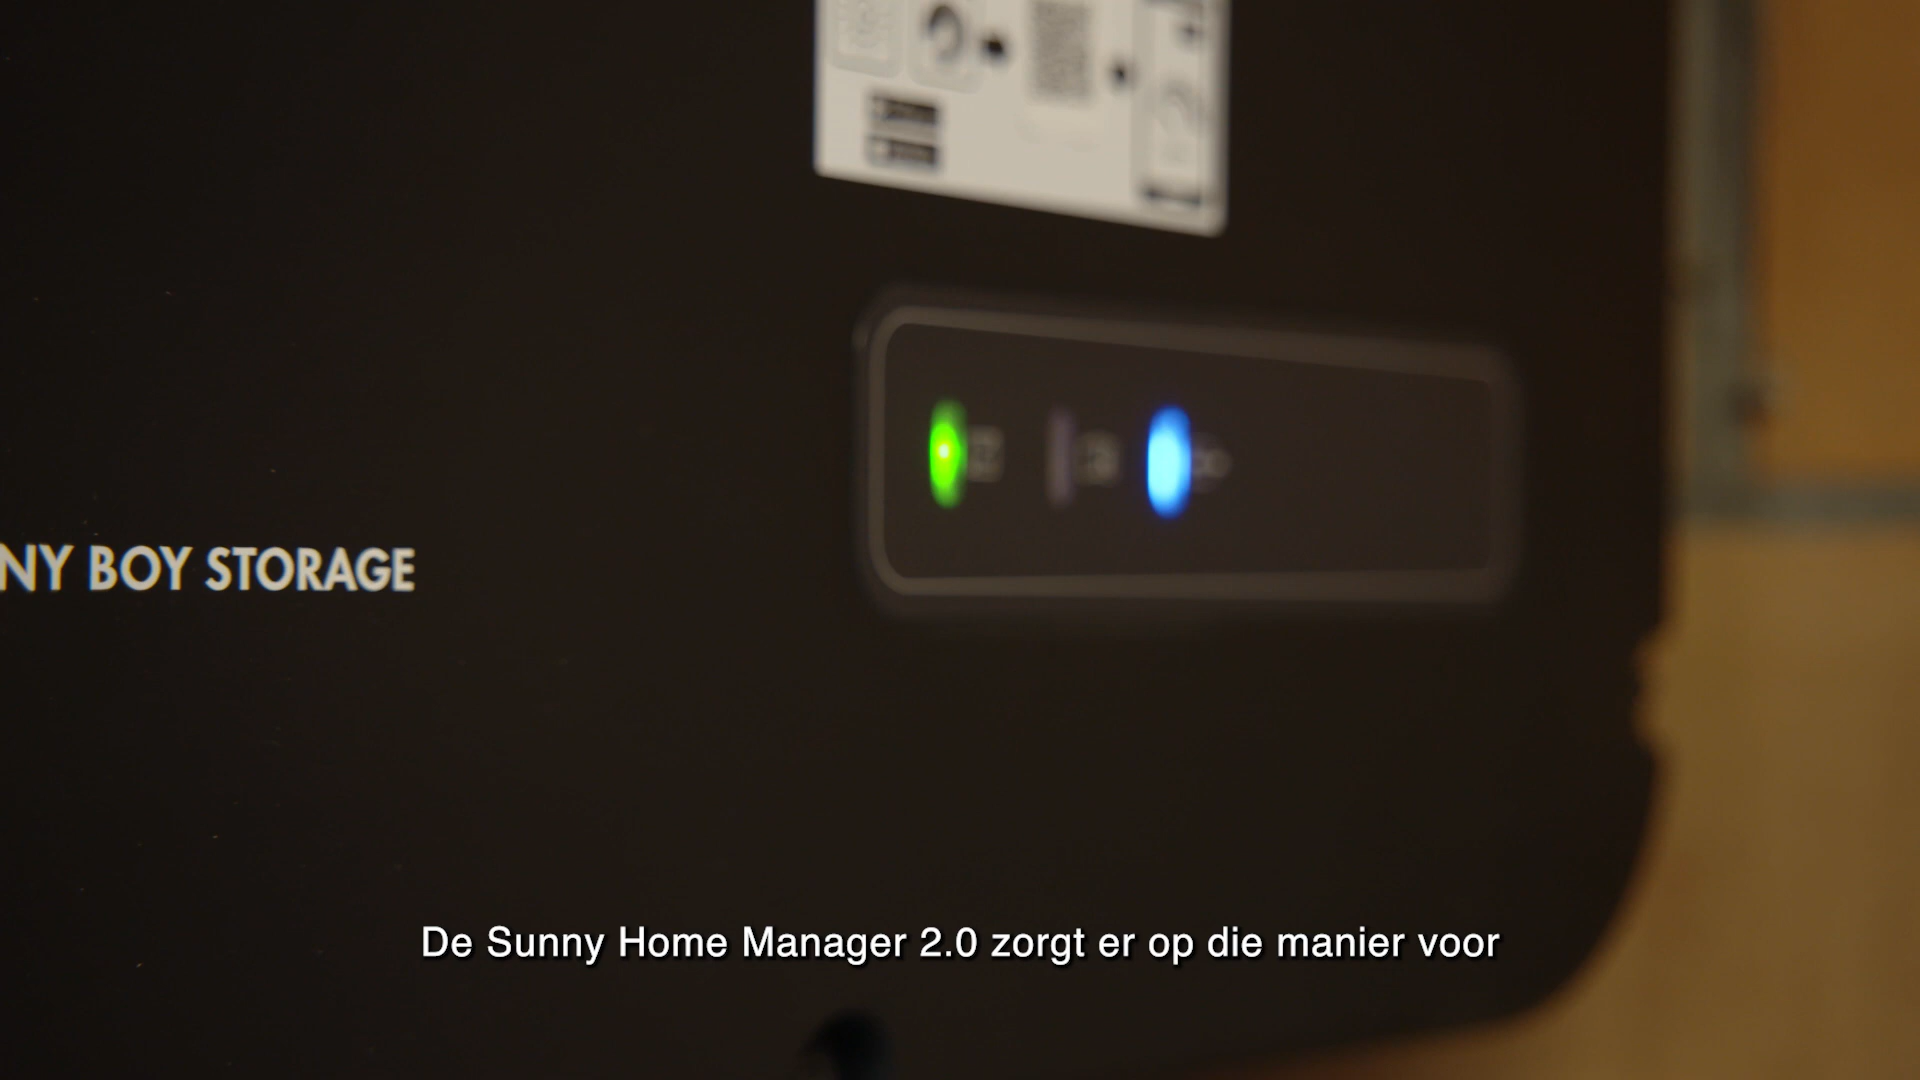 NY BOY STORAGE
De Sunny Home Manager 2.0 zorgt er op die manier voor